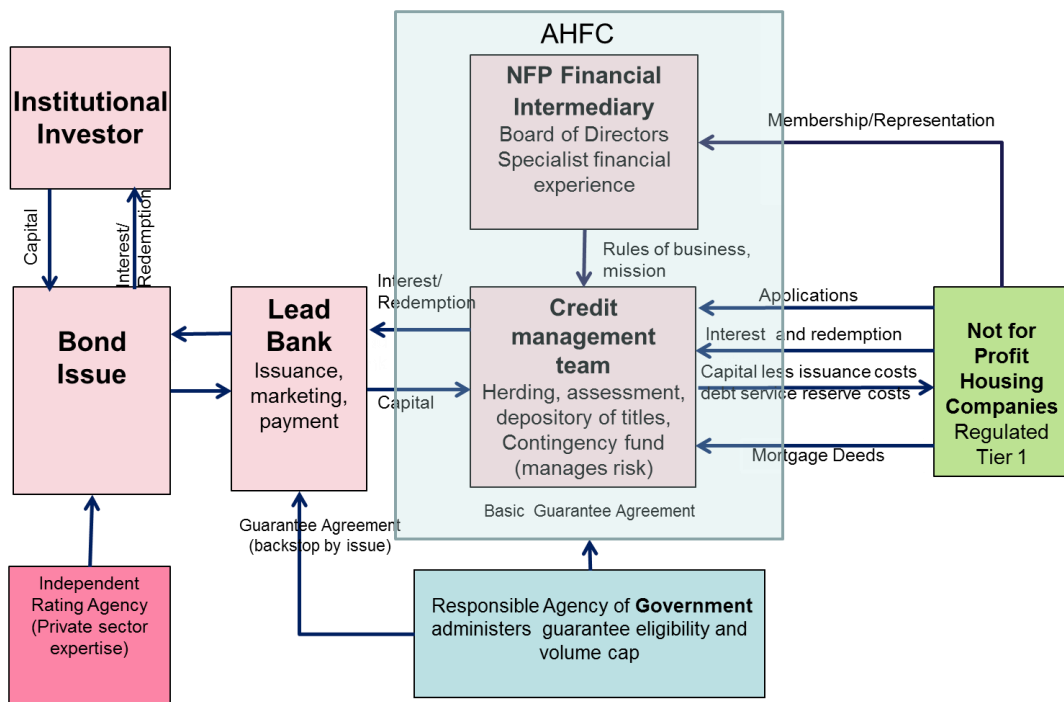 AHFC
Institutional
Investor
NFP Financial
Intermediary
Board of Directors
Specialist financial
experience
Membership/Representation
Capital
Interest/
Redemption
Rules of business,
mission
Interest/
Redemption
Bond
Issue
Lead
Bank
Issuance,
marketing,
payment
Capital
Credit
management
team
Herding, assessment,
depository of titles,
Contingency fund
(manages risk)
Applications
Interest and redemption
Capital less issuance costs
debt service reserve costs
Mortgage Deeds
Not for
Profit
Housing
Companies
Regulated
Tier 1
Basic Guarantee Agreement
Guarantee Agreement
(backstop by issue)
Independent
Rating Agency
(Private sector
expertise)
Responsible Agency of Government
administers guarantee eligibility and
volume cap